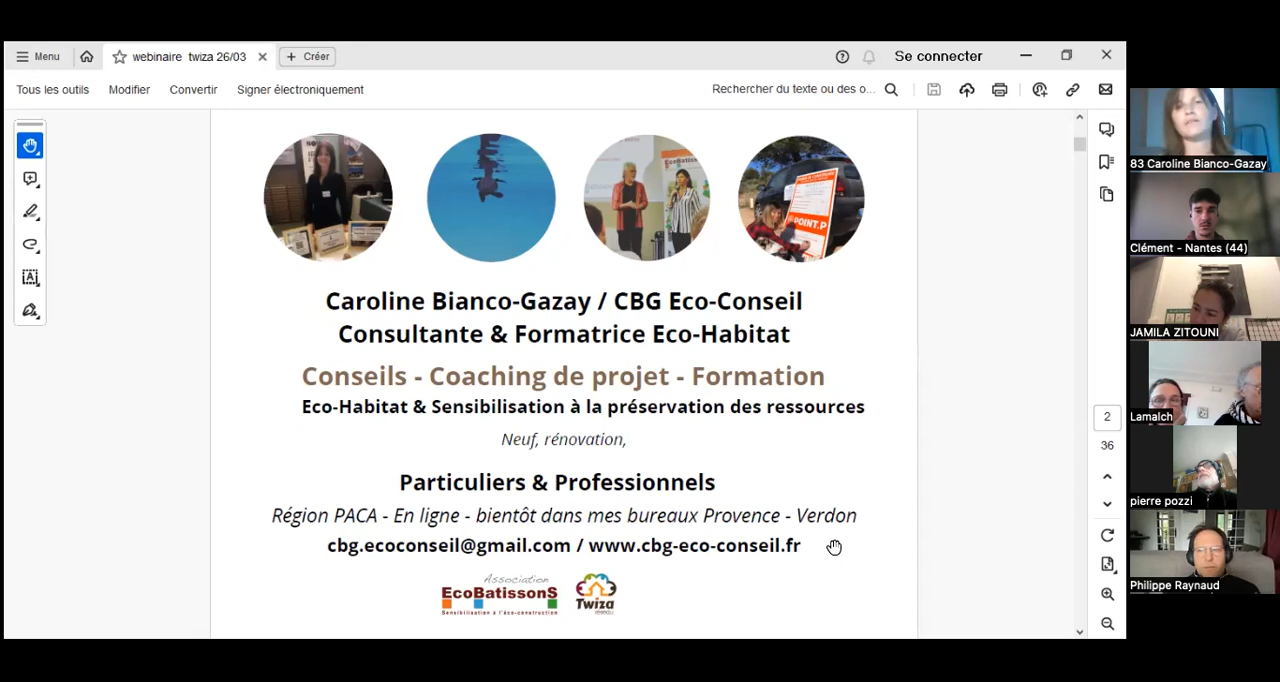 Menu
webinaire twiza 26/03
Créer
Se connecter
Tous les outils
Modifier
Convertir
Signer électroniquement
Rechercher du texte ou des o...
POINT.P
EcoBatissonS
Caroline Bianco-Gazay / CBG Eco-Conseil
Consultante & Formatrice Eco-Habitat
Conseils - Coaching de projet - Formation
Eco-Habitat & Sensibilisation à la préservation des ressources
Neuf, rénovation,
Particuliers & Professionnels
Région PACA - En ligne - bientôt dans mes bureaux Provence - Verdon
cbg.ecoconseil@gmail.com / www.cbg-eco-conseil.fr
Association
EcoBatissonS
Sensibilisation à l'éco-construction
Twiza
réseau
2
36
83 Caroline Bianco-Gazay
Clément - Nantes (44)
JAMILA ZITOUNI
Lamalch
pierre pozzi
Philippe Raynaud